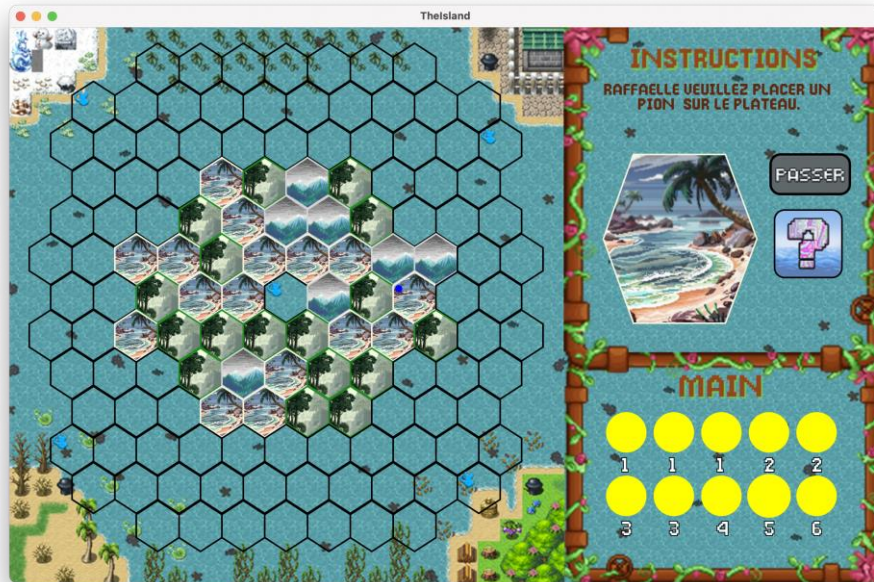 TheIsland
INSTRUCTIONS
RAFFAELLE VEUILLEZ PLACER UN
PION SUR LE PLATEAU.
PASSER
?
MAIN
1 1 1 2 2
3 3 4 5 6